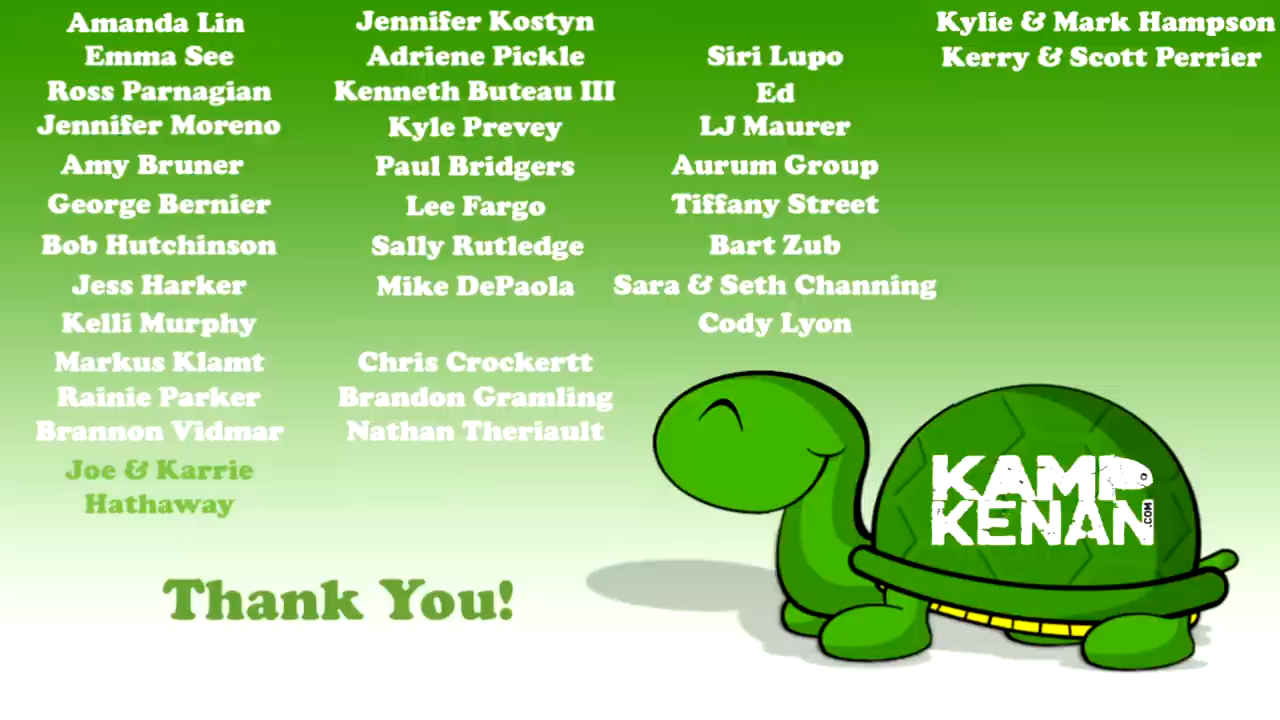 Amanda Lin
Emma See
Ross Parnagian
Jennifer Moreno
Amy Bruner
George Bernier
Bob Hutchinson
Jess Harker
Kelli Murphy
Markus Klamt
Rainie Parker
Brannon Vidmar
Joe & Karrie
Hathaway
Jennifer Kostyn
Adriene Pickle
Kenneth Buteau III
Kyle Prevey
Paul Bridgers
Lee Fargo
Sally Rutledge
Mike DePaola
Chris Crockertt
Brandon Gramling
Nathan Theriault
Siri Lupo
Ed
LJ Maurer
Aurum Group
Tiffany Street
Bart Zub
Sara & Seth Channing
Cody Lyon
Kylie & Mark Hampson
Kerry & Scott Perrier
Thank You!
KAMP
KENAN
.COM